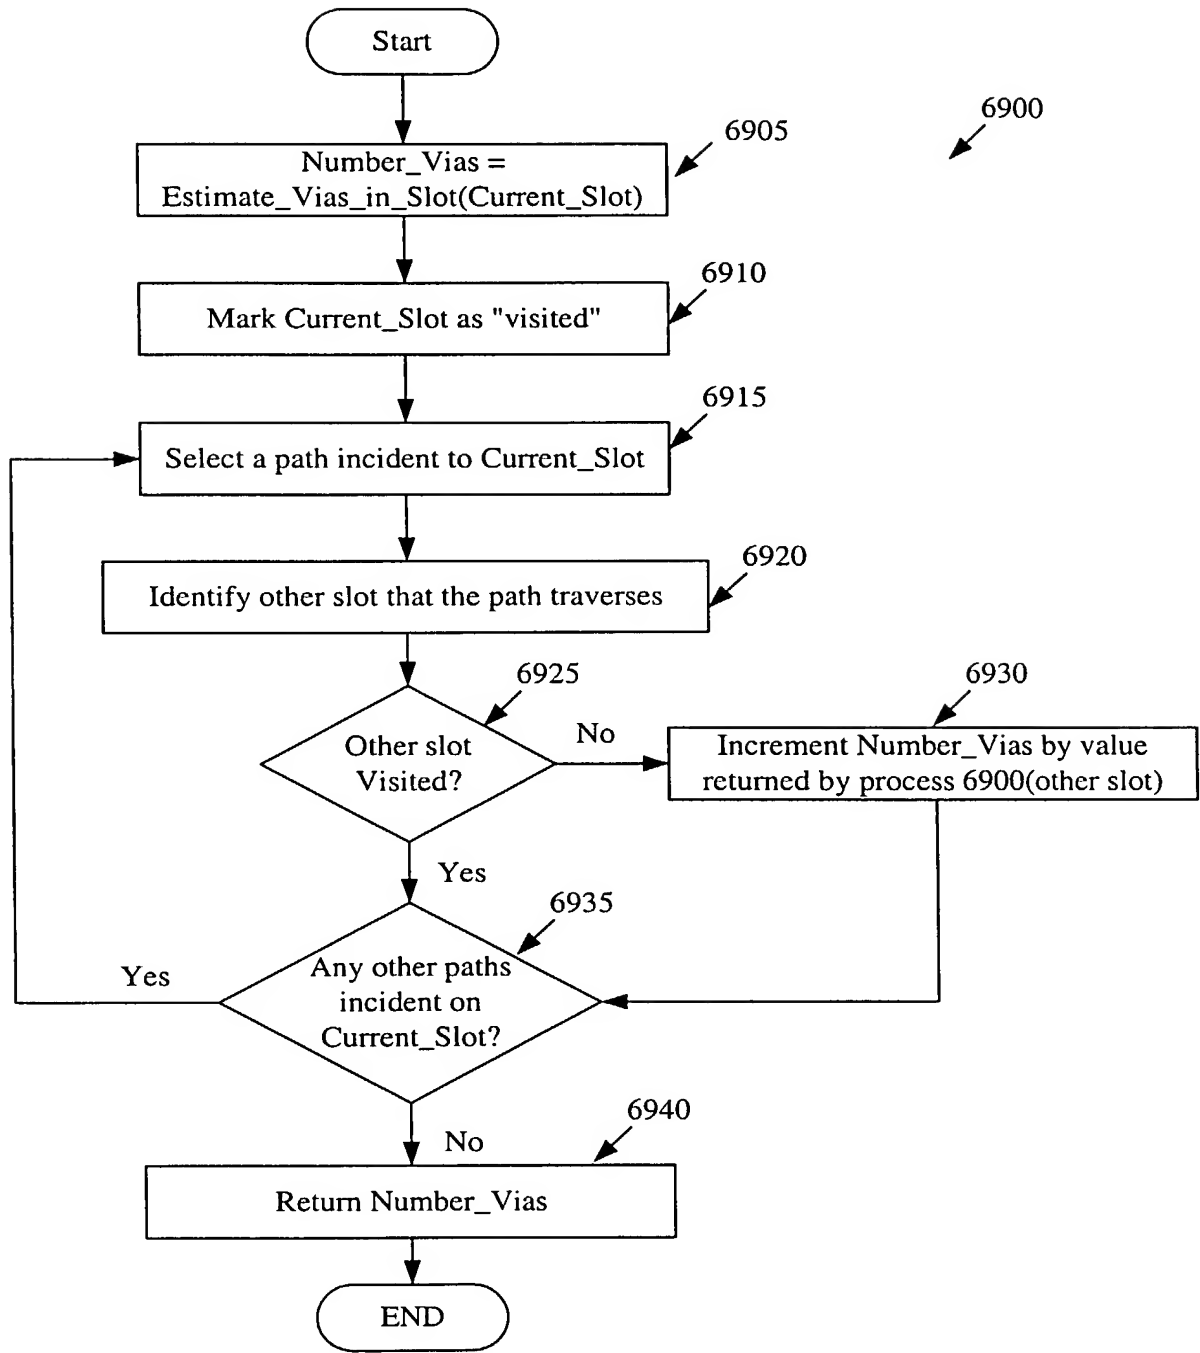 Start
6900
6905
Number_Vias =
Estimate_Vias_in_Slot(Current_Slot)
6910
Mark Current_Slot as "visited"
6915
Select a path incident to Current_Slot
6920
Identify other slot that the path traverses
6925
6930
Other slot
Visited?
No
Increment Number_Vias by value
returned by process 6900(other slot)
Yes
6935
Yes
Any other paths
incident on
Current_Slot?
6940
No
Return Number_Vias
END